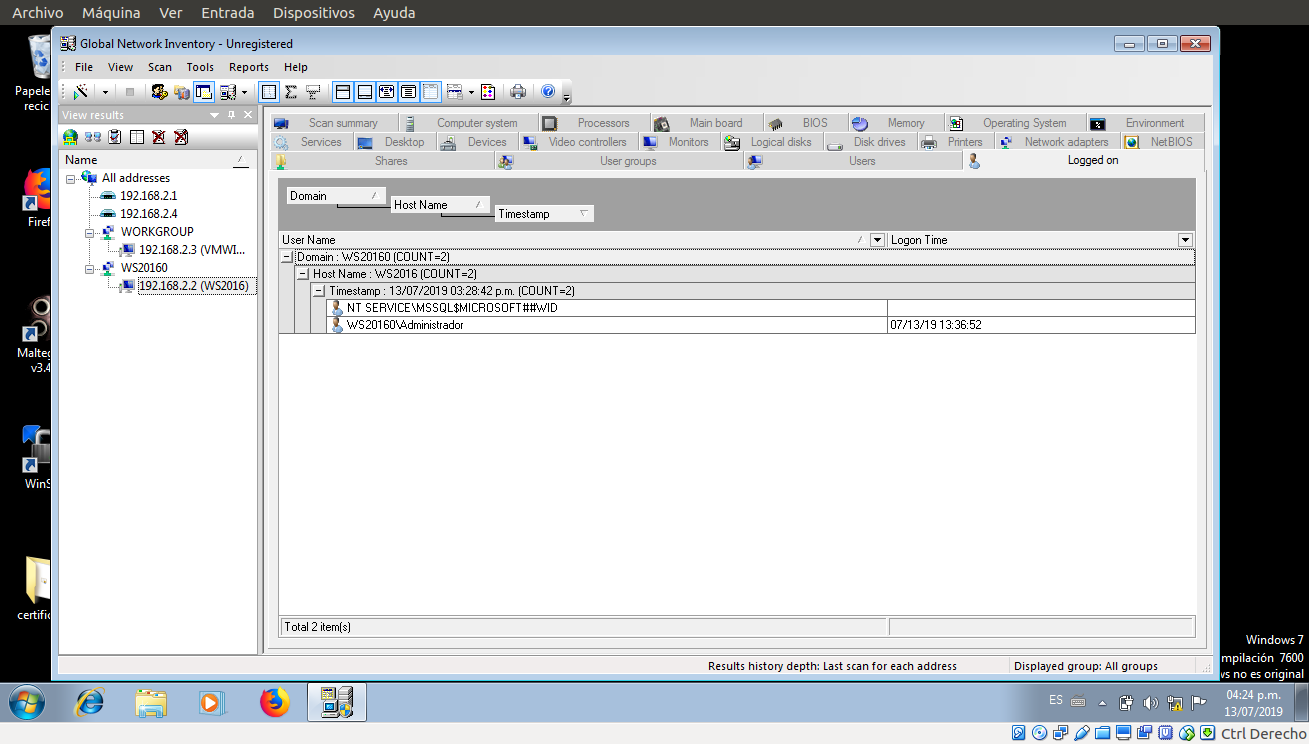 Archivo Máquina Ver Entrada Dispositivos Ayuda
Global Network Inventory - Unregistered
File View Scan Tools Reports Help
View results
Name
All addresses
192.168.2.1
192.168.2.4
WORKGROUP
192.168.2.3 (VMWI...
WS20160
192.168.2.2 (WS2016)
Scan summary Computer system Processors Main board BIOS Memory Operating System Environment
Services Desktop Devices Video controllers Monitors Logical disks Disk drives Printers Network adapters NetBIOS
Shares User groups Users Logged on
Domain
Host Name
Timestamp
User Name Logon Time
Domain : WS20160 (COUNT=2)
Host Name : WS2016 (COUNT=2)
Timestamp : 13/07/2019 03:28:42 p.m. (COUNT=2)
NT SERVICE\MSSQL$MICROSOFT##WID
WS20160\Administrador 07/13/19 13:36:52
Total 2 item(s)
Results history depth: Last scan for each address Displayed group: All groups
Papele
recic
Firef
Malteg
v3.4
WinS
certific
Windows 7
mpilación 7600
ws no es original
ES
04:24 p.m.
13/07/2019
Ctrl Derecho